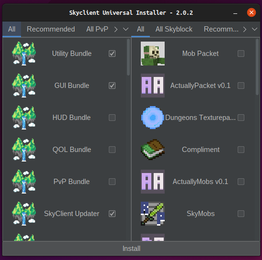 Skyclient Universal Installer - 2.0.2
All Recommended All PvP
All All Skyblock Recomm...
Utility Bundle
GUI Bundle
HUD Bundle
QOL Bundle
PvP Bundle
SkyClient Updater
Mob Packet
ActuallyPacket v0.1
Dungeons Texturepa...
Compliment
ActuallyMobs v0.1
SkyMobs
Install